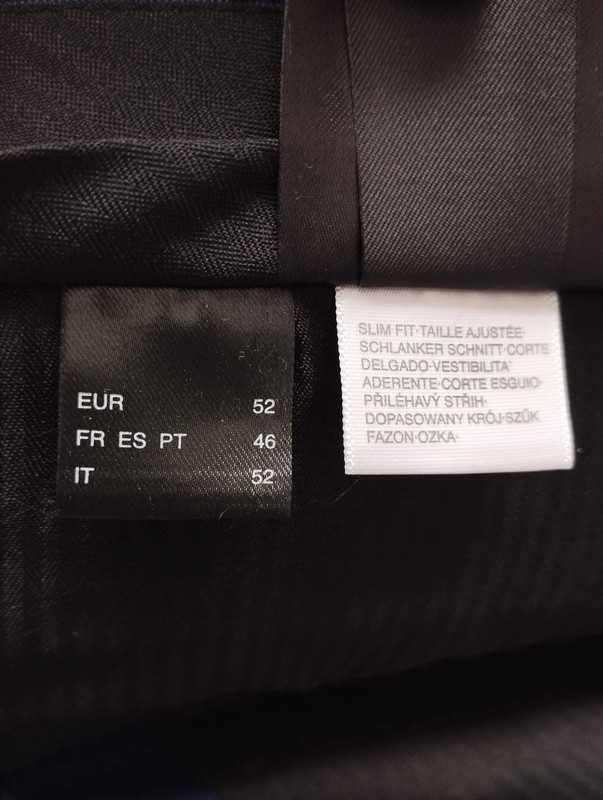 EUR 52
FR ES PT 46
IT 52
SLIM FIT·TAILLE AJUSTÉE·
SCHLANKER SCHNITT·CORTE
DELGADO·VESTIBILITA'
ADERENTE·CORTE ESGUIO·
PŘILÉHAVÝ STŘIH·
DOPASOWANY KRÓJ·SZŰK
FAZON·OZKA·